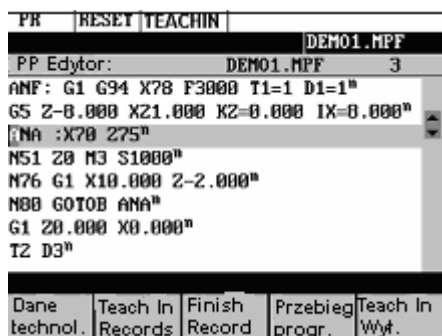 PR RESET TEACHIN
DEMO1.MPF
PP Edytor: DEMO1.MPF 3
ANF: G1 G94 X78 F3000 T1=1 D1=1"
G5 Z-8.000 XZ1.000 KZ=0.000 IX=8.000"
ANA :X70 Z75"
N51 Z0 M3 S1000"
N76 G1 X10.000 Z-2.000"
N80 GOTOB ANA"
G1 Z0.000 X0.000"
T2 D3"
Dane technol. Teach In Records Finish Record Przebieg progr. Teach In Wył.